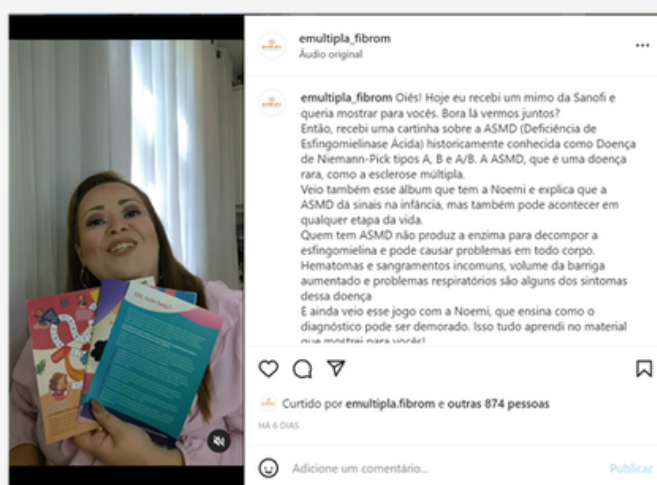 emultipla_fibrom
Áudio original
emultipla_fibrom Oiês! Hoje eu recebi um mimo da Sanofi e
queria mostrar para vocês. Bora lá vermos juntos?
Então, recebi uma cartinha sobre a ASMD (Deficiência de
Esfingomielinase Ácida) historicamente conhecida como Doença
de Niemann-Pick tipos A, B e A/B. A ASMD, que é uma doença
rara, como a esclerose múltipla.
Veio também esse álbum que tem a Noemi e explica que a
ASMD dá sinais na infância, mas também pode acontecer em
qualquer etapa da vida.
Quem tem ASMD não produz a enzima para decompor a
esfingomielina e pode causar problemas em todo corpo.
Hematomas e sangramentos incomuns, volume da barriga
aumentado e problemas respiratórios são alguns dos sintomas
dessa doença
E ainda veio esse jogo com a Noemi, que ensina como o
diagnóstico pode ser demorado. Isso tudo aprendi no material
que mostrei para vocês!
Curtido por emultipla.fibrom e outras 874 pessoas
HÁ 6 DIAS
Adicione um comentário...
Publicar